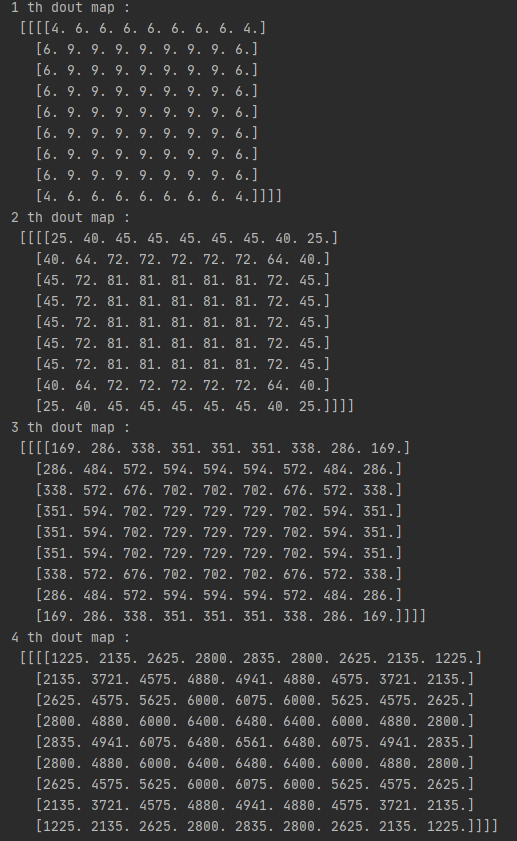 1 th dout map :
[[[[4. 6. 6. 6. 6. 6. 6. 6. 4.]
[6. 9. 9. 9. 9. 9. 9. 9. 6.]
[6. 9. 9. 9. 9. 9. 9. 9. 6.]
[6. 9. 9. 9. 9. 9. 9. 9. 6.]
[6. 9. 9. 9. 9. 9. 9. 9. 6.]
[6. 9. 9. 9. 9. 9. 9. 9. 6.]
[6. 9. 9. 9. 9. 9. 9. 9. 6.]
[6. 9. 9. 9. 9. 9. 9. 9. 6.]
[4. 6. 6. 6. 6. 6. 6. 6. 4.]]]]
2 th dout map :
[[[[25. 40. 45. 45. 45. 45. 45. 40. 25.]
[40. 64. 72. 72. 72. 72. 72. 64. 40.]
[45. 72. 81. 81. 81. 81. 81. 72. 45.]
[45. 72. 81. 81. 81. 81. 81. 72. 45.]
[45. 72. 81. 81. 81. 81. 81. 72. 45.]
[45. 72. 81. 81. 81. 81. 81. 72. 45.]
[45. 72. 81. 81. 81. 81. 81. 72. 45.]
[40. 64. 72. 72. 72. 72. 72. 64. 40.]
[25. 40. 45. 45. 45. 45. 45. 40. 25.]]]]
3 th dout map :
[[[[169. 286. 338. 351. 351. 351. 338. 286. 169.]
[286. 484. 572. 594. 594. 594. 572. 484. 286.]
[338. 572. 676. 702. 702. 702. 676. 572. 338.]
[351. 594. 702. 729. 729. 729. 702. 594. 351.]
[351. 594. 702. 729. 729. 729. 702. 594. 351.]
[351. 594. 702. 729. 729. 729. 702. 594. 351.]
[338. 572. 676. 702. 702. 702. 676. 572. 338.]
[286. 484. 572. 594. 594. 594. 572. 484. 286.]
[169. 286. 338. 351. 351. 351. 338. 286. 169.]]]]
4 th dout map :
[[[[1225. 2135. 2625. 2800. 2835. 2800. 2625. 2135. 1225.]
[2135. 3721. 4575. 4880. 4941. 4880. 4575. 3721. 2135.]
[2625. 4575. 5625. 6000. 6075. 6000. 5625. 4575. 2625.]
[2800. 4880. 6000. 6400. 6480. 6400. 6000. 4880. 2800.]
[2835. 4941. 6075. 6480. 6561. 6480. 6075. 4941. 2835.]
[2800. 4880. 6000. 6400. 6480. 6400. 6000. 4880. 2800.]
[2625. 4575. 5625. 6000. 6075. 6000. 5625. 4575. 2625.]
[2135. 3721. 4575. 4880. 4941. 4880. 4575. 3721. 2135.]
[1225. 2135. 2625. 2800. 2835. 2800. 2625. 2135. 1225.]]]]